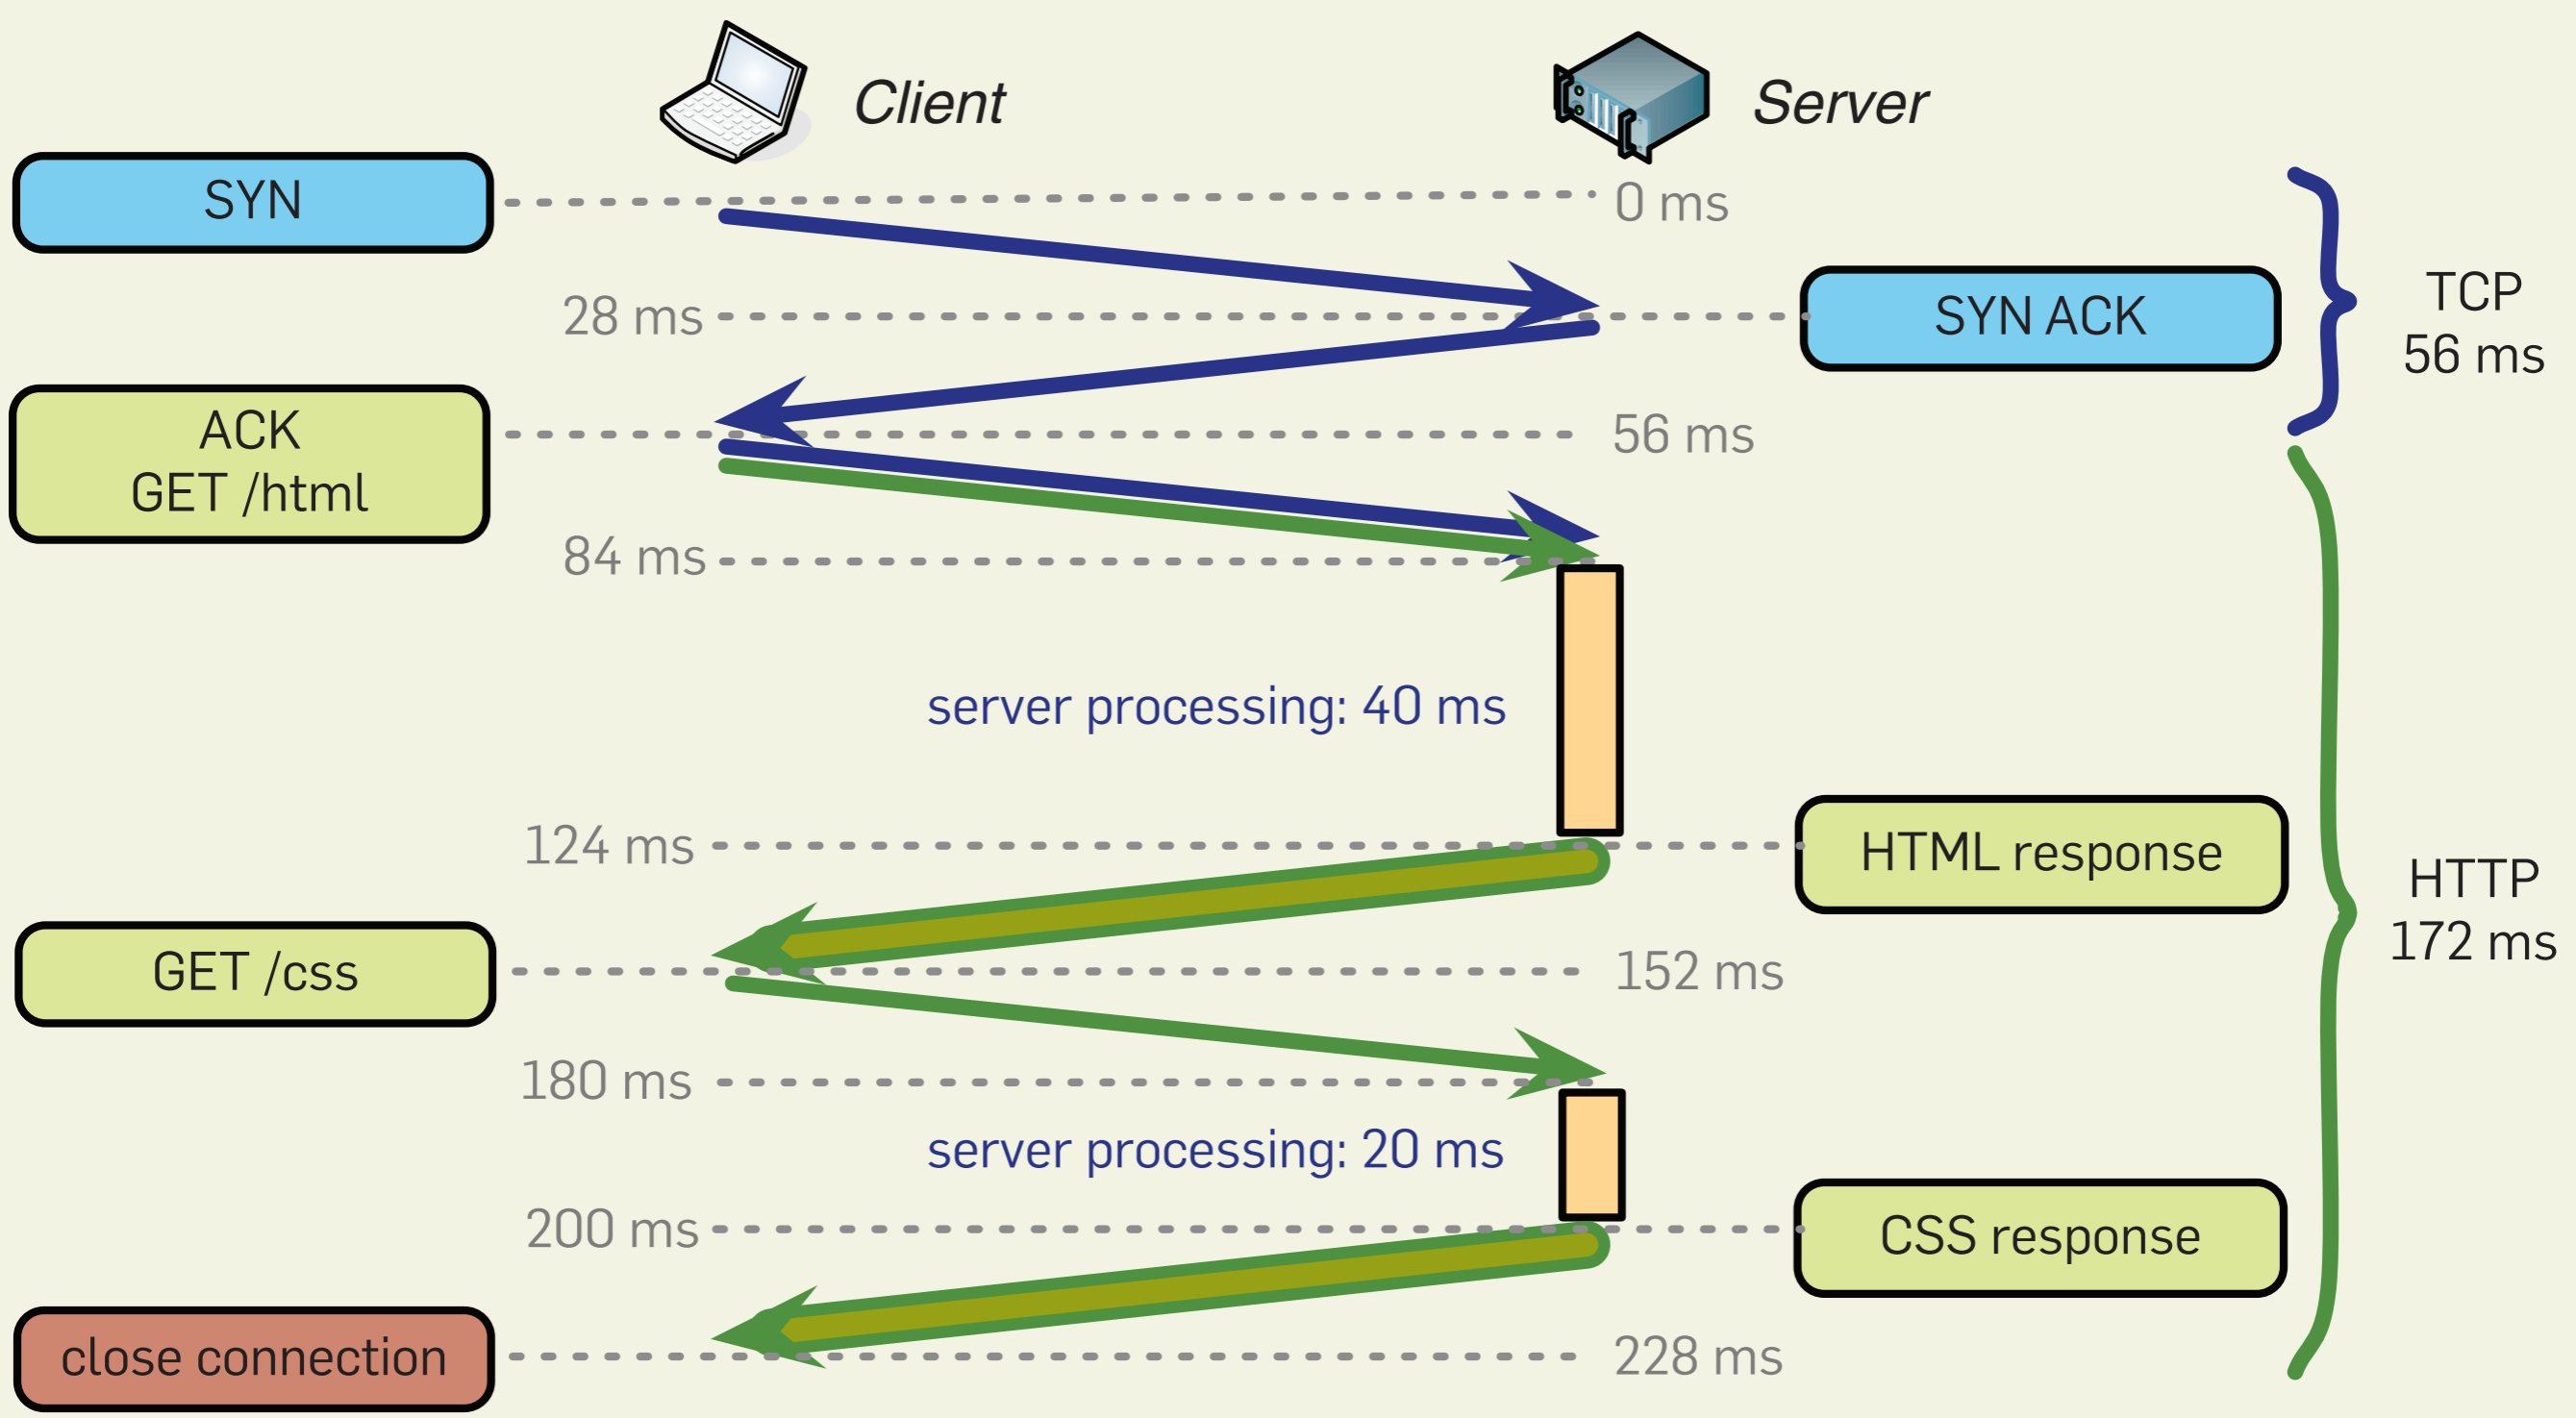 Client
Server
SYN
0 ms
28 ms
SYN ACK
TCP
56 ms
ACK
GET /html
56 ms
84 ms
server processing: 40 ms
124 ms
HTML response
HTTP
172 ms
GET /css
152 ms
180 ms
server processing: 20 ms
200 ms
CSS response
close connection
228 ms